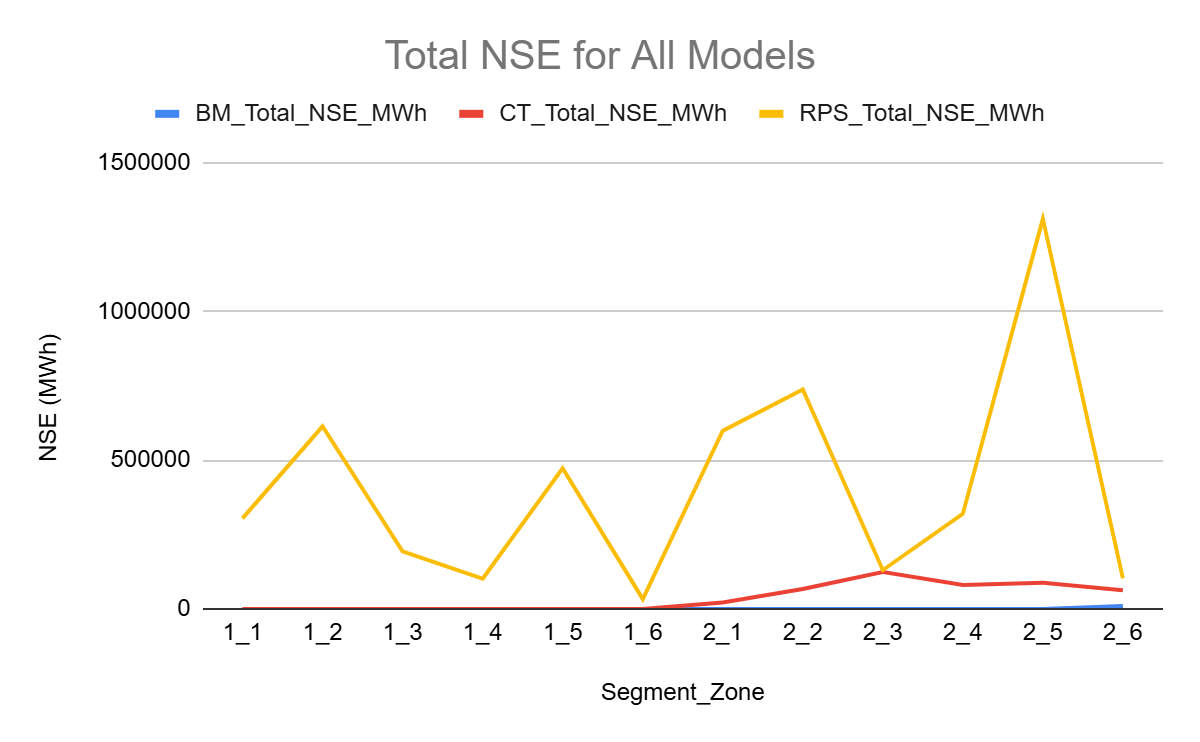 Total NSE for All Models
BM_Total_NSE_MWh CT_Total_NSE_MWh RPS_Total_NSE_MWh
1500000
1000000
500000
0
NSE (MWh)
1_1 1_2 1_3 1_4 1_5 1_6 2_1 2_2 2_3 2_4 2_5 2_6
Segment_Zone